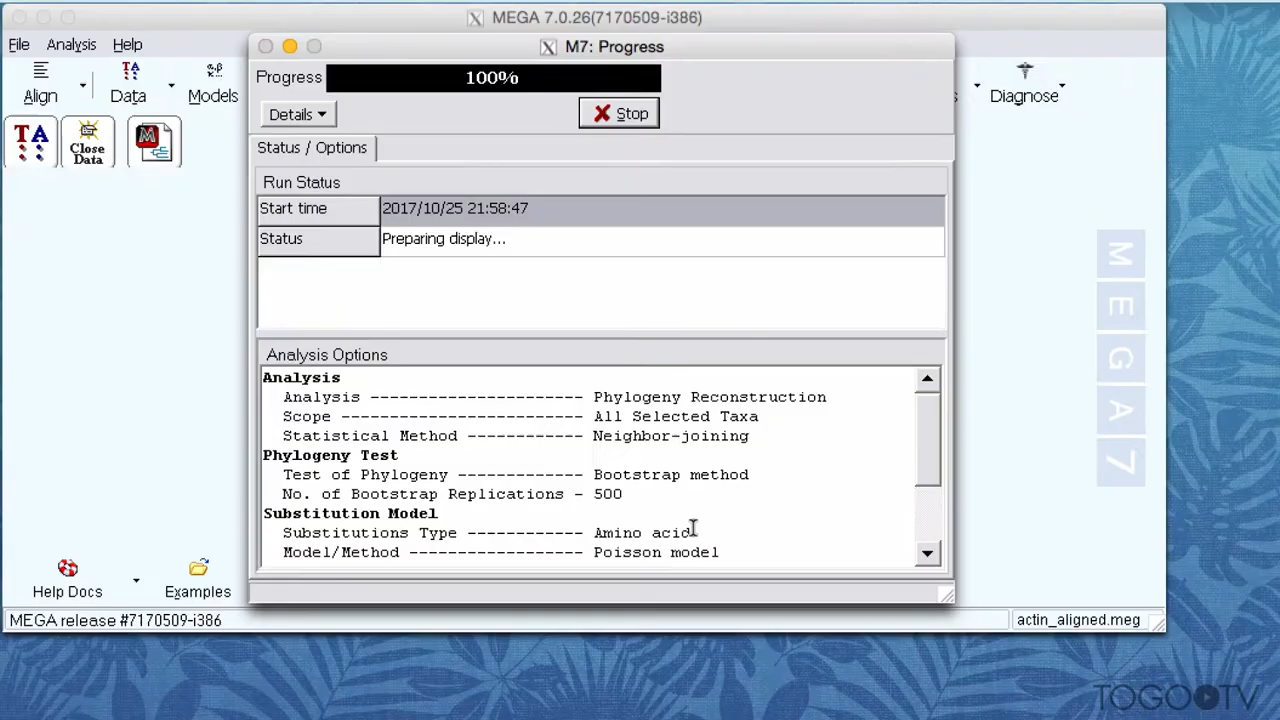 MEGA 7.0.26(7170509-i386)
File Analysis Help
M7: Progress
Progress 100%
Align Data Models
Details Stop
s Diagnose
TA Close Data M
Status / Options
Run Status
Start time 2017/10/25 21:58:47
Status Preparing display...
MEGA7
Analysis Options
Analysis
Analysis ---------------------- Phylogeny Reconstruction
Scope ------------------------- All Selected Taxa
Statistical Method ------------ Neighbor-joining
Phylogeny Test
Test of Phylogeny ------------- Bootstrap method
No. of Bootstrap Replications - 500
Substitution Model
Substitutions Type ------------ Amino acid
Model/Method ------------------ Poisson model
Help Docs Examples
MEGA release #7170509-i386 actin_aligned.meg
TOGO TV